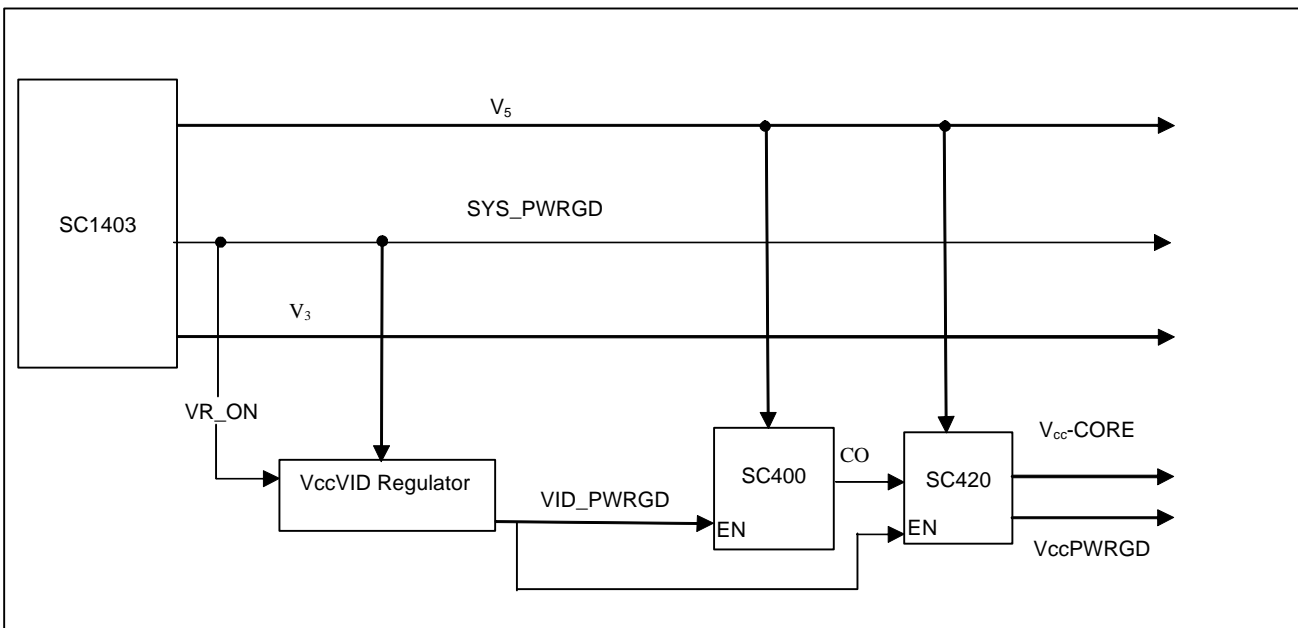 V₅
SYS_PWRGD
SC1403
V₃
VR_ON
VccVID Regulator
VID_PWRGD
SC400
EN
CO
SC420
EN
Vcc-CORE
VccPWRGD